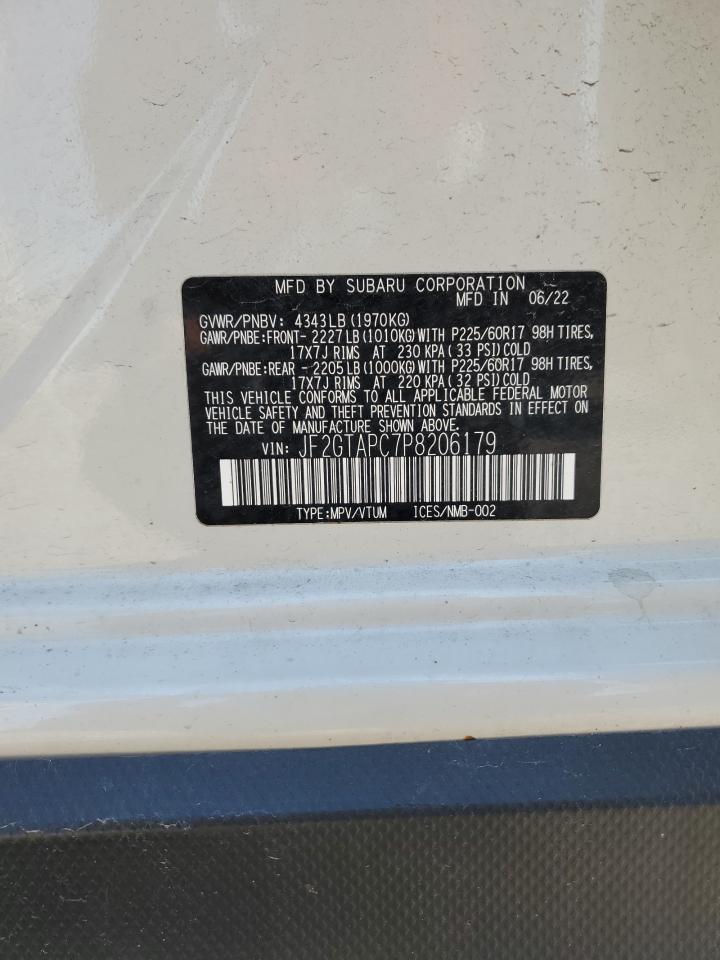 MFD BY SUBARU CORPORATION
MFD IN 06/22
GVWR/PNBV: 4343LB(1970KG)
GAWR/PNBE:FRONT- 2227LB(1010KG)WITH P225/60R17 98H TIRES,
17X7J RIMS AT 230 KPA(33 PSI)COLD
GAWR/PNBE:REAR - 2205LB(1000KG)WITH P225/60R17 98H TIRES,
17X7J RIMS AT 220 KPA(32 PSI)COLD
THIS VEHICLE CONFORMS TO ALL APPLICABLE FEDERAL MOTOR
VEHICLE SAFETY AND THEFT PREVENTION STANDARDS IN EFFECT ON
THE DATE OF MANUFACTURE SHOWN ABOVE.
VIN: JF2GTAPC7P8206179
TYPE:MPV/VTUM ICES/NMB-002